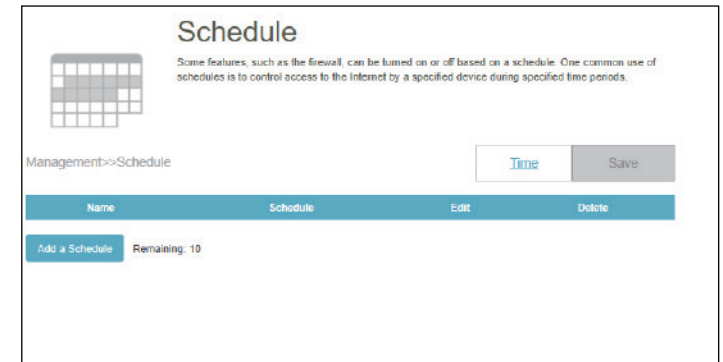 Schedule
Some features, such as the firewall, can be turned on or off based on a schedule. One common use of
schedules is to control access to the Internet by a specified device during specified time periods.
Management>>Schedule
Time
Save
Name Schedule Edit Delete
Add a Schedule Remaining: 10